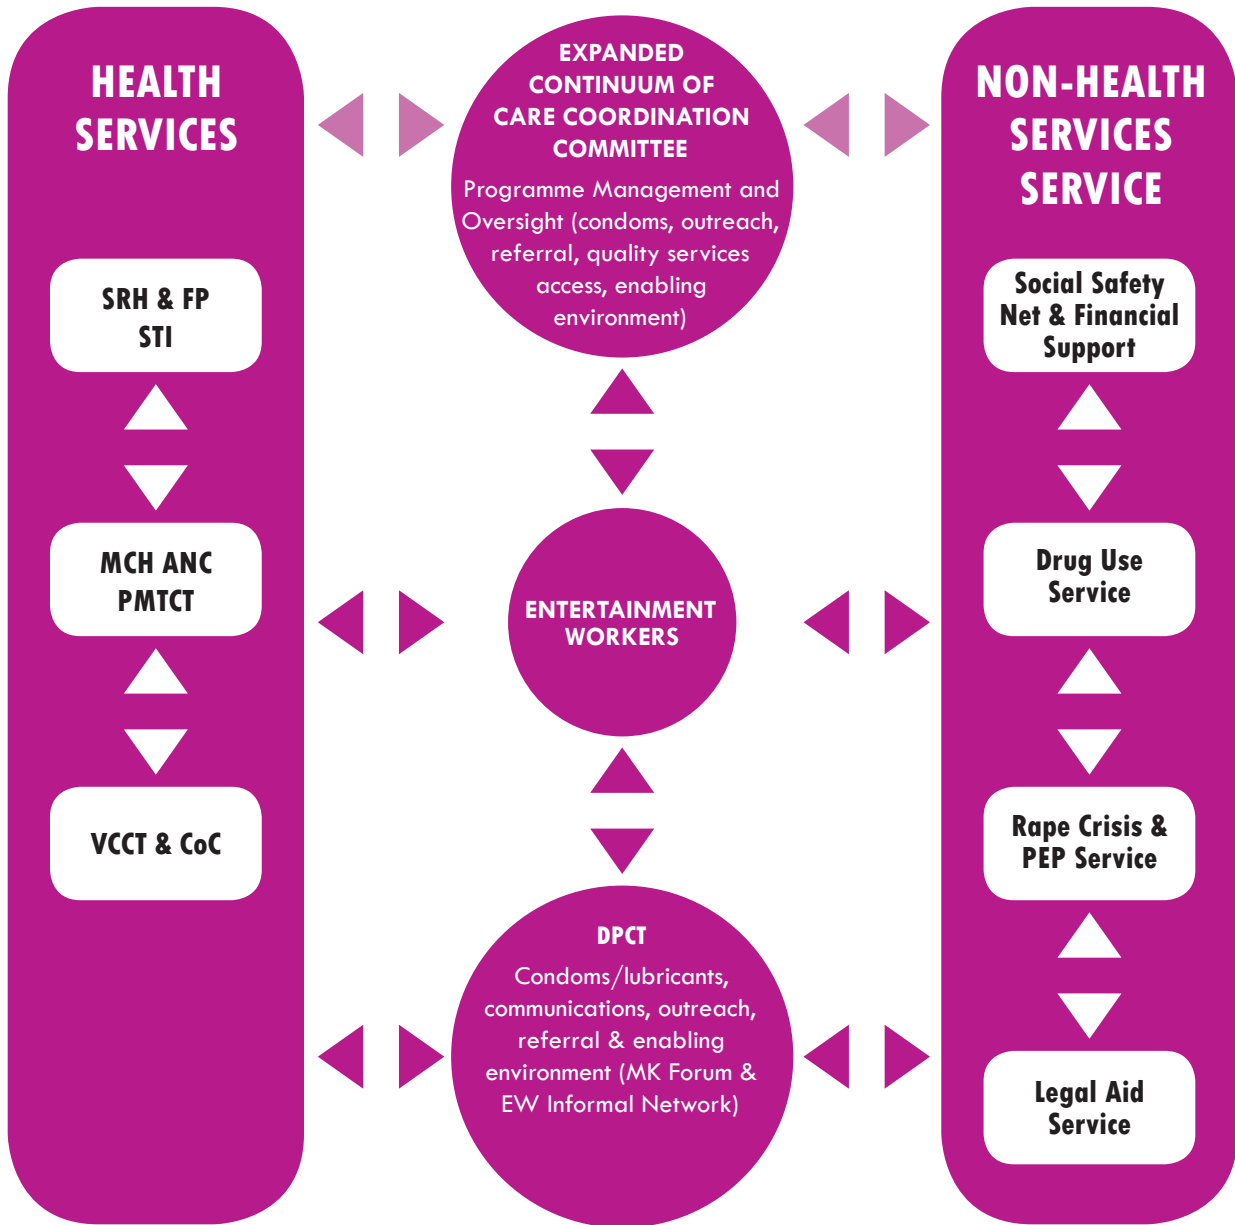 HEALTH
SERVICES
SRH & FP
STI
MCH ANC
PMTCT
VCCT & CoC
EXPANDED
CONTINUUM OF
CARE COORDINATION
COMMITTEE
Programme Management and
Oversight (condoms, outreach,
referral, quality services
access, enabling
environment)
ENTERTAINMENT
WORKERS
DPCT
Condoms/lubricants,
communications, outreach,
referral & enabling
environment (MK Forum &
EW Informal Network)
NON-HEALTH
SERVICES
SERVICE
Social Safety
Net & Financial
Support
Drug Use
Service
Rape Crisis &
PEP Service
Legal Aid
Service